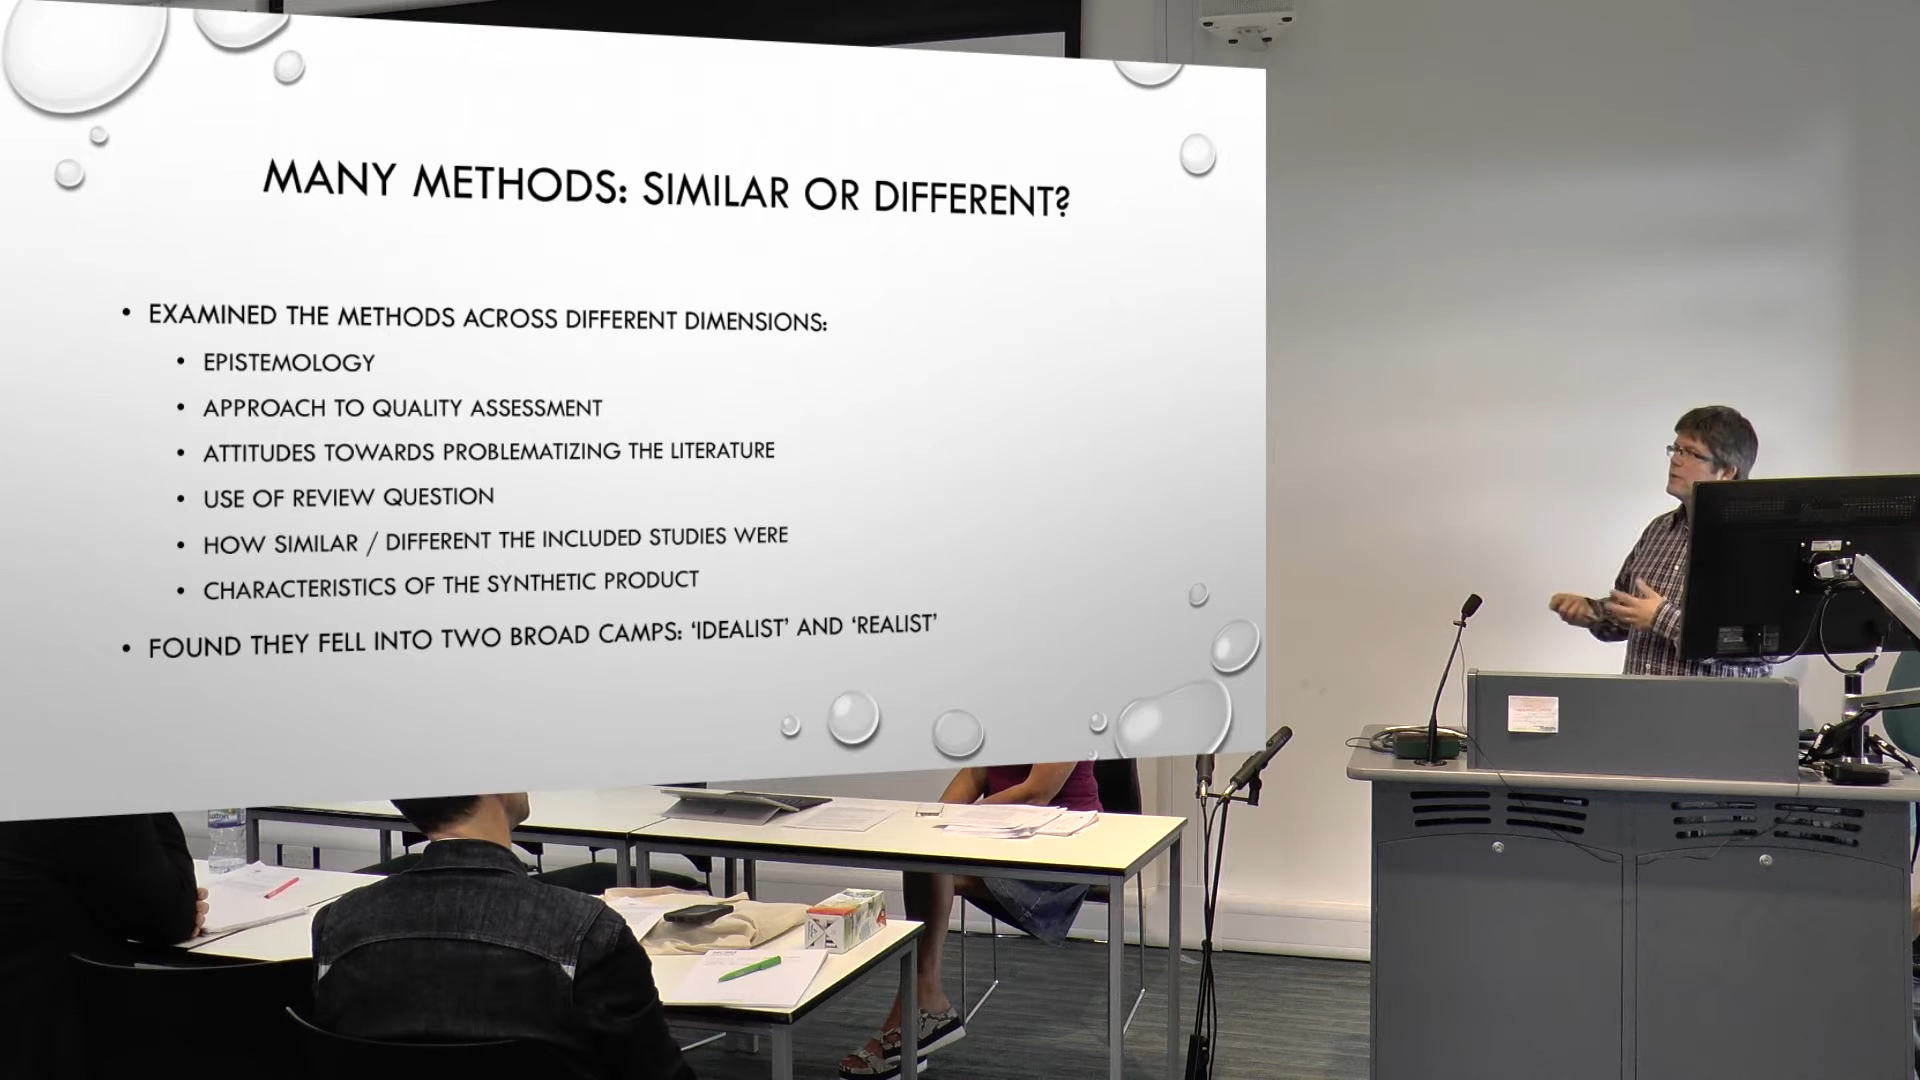 MANY METHODS: SIMILAR OR DIFFERENT?
• EXAMINED THE METHODS ACROSS DIFFERENT DIMENSIONS:
• EPISTEMOLOGY
• APPROACH TO QUALITY ASSESSMENT
• ATTITUDES TOWARDS PROBLEMATIZING THE LITERATURE
• USE OF REVIEW QUESTION
• HOW SIMILAR / DIFFERENT THE INCLUDED STUDIES WERE
• CHARACTERISTICS OF THE SYNTHETIC PRODUCT
• FOUND THEY FELL INTO TWO BROAD CAMPS: ‘IDEALIST’ AND ‘REALIST’